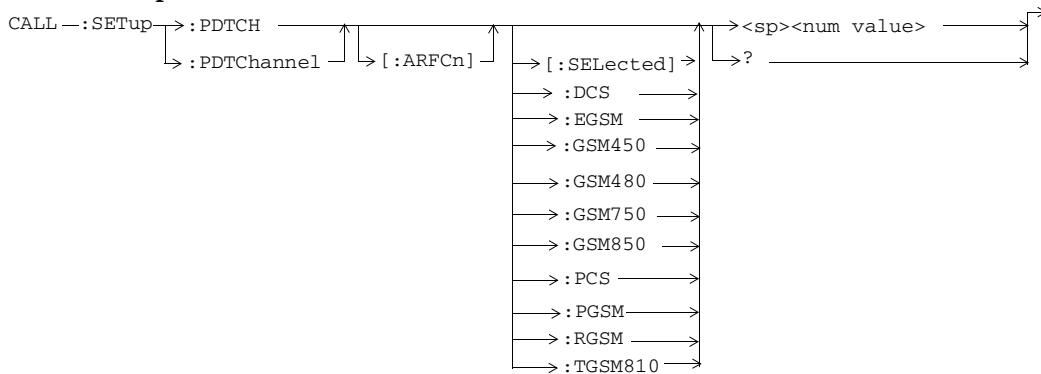 CALL :SETup :PDTCH <sp><num value>
:PDTChannel [:ARFCn] [:SELected] ?
:DCS
:EGSM
:GSM450
:GSM480
:GSM750
:GSM850
:PCS
:PGSM
:RGSM
:TGSM810